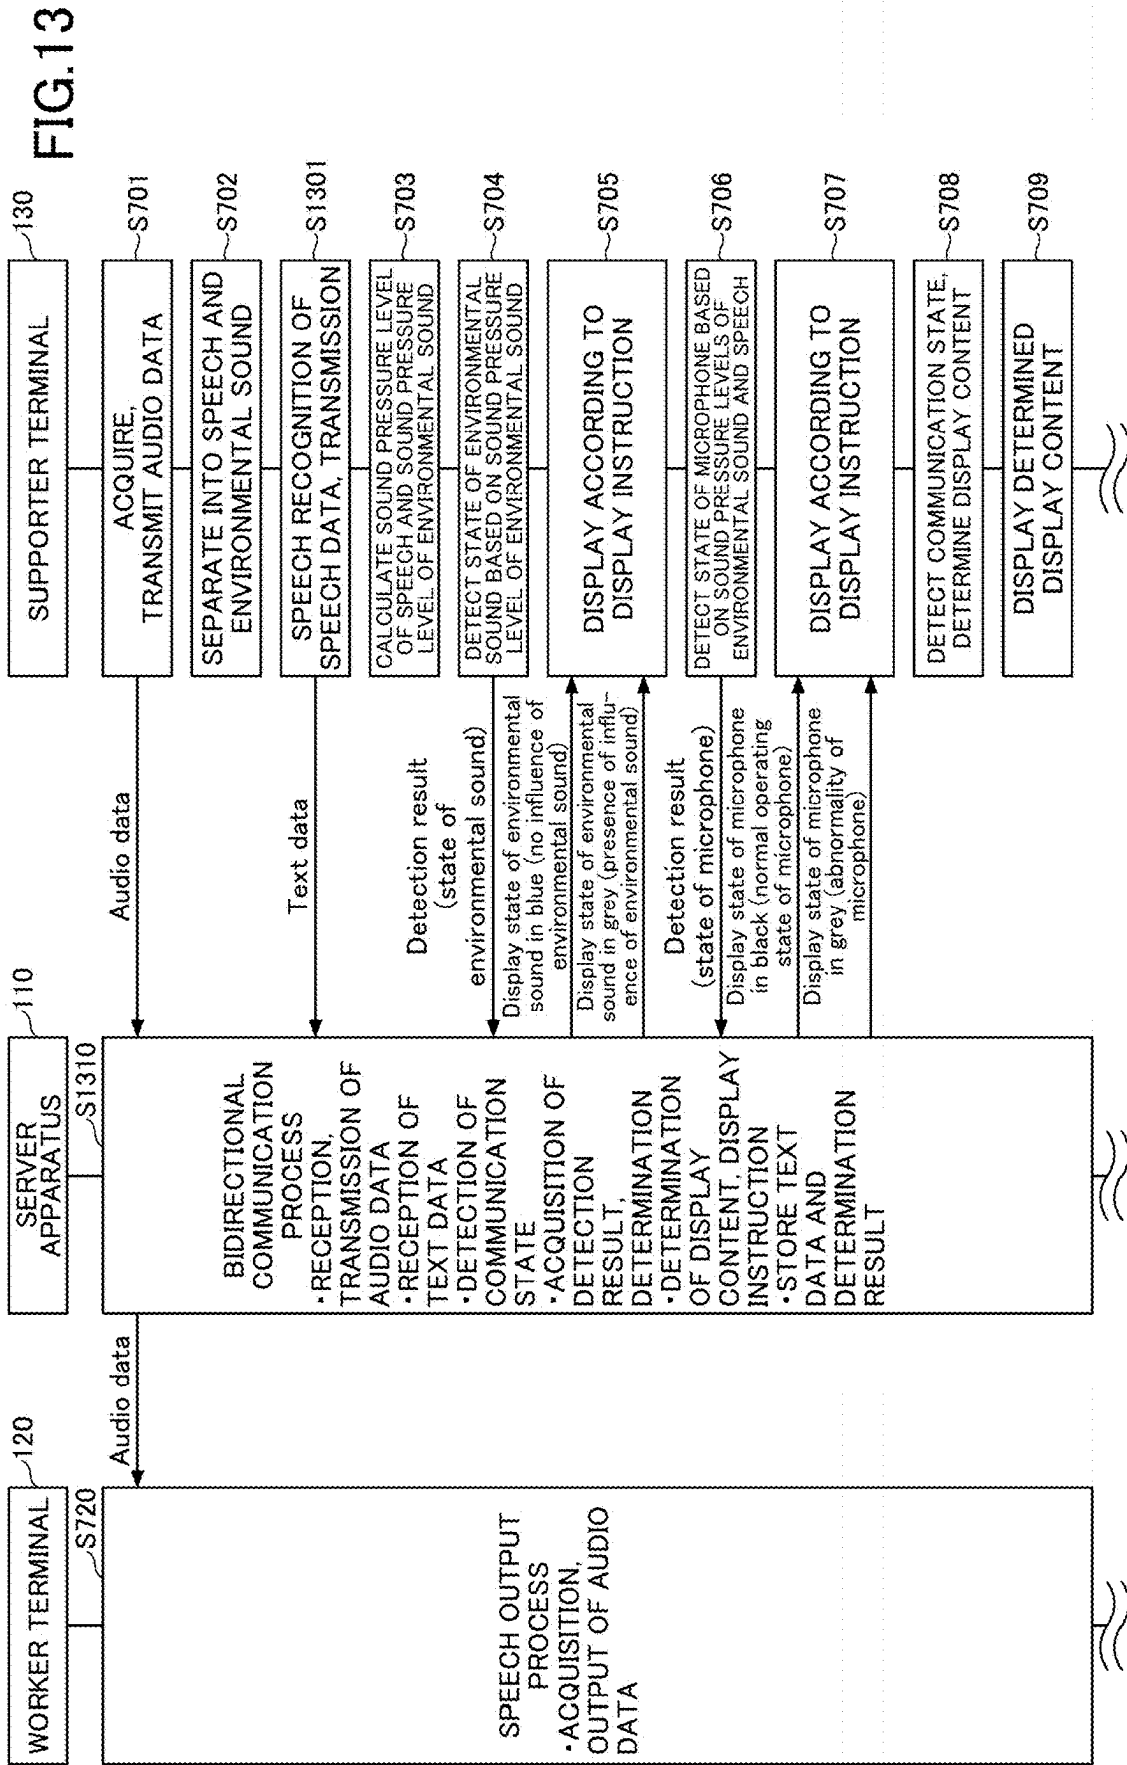 FIG.13
WORKER TERMINAL
120
SERVER
APPARATUS
110
SUPPORTER TERMINAL
130
S720
SPEECH OUTPUT
PROCESS
・ACQUISITION,
OUTPUT OF AUDIO
DATA
Audio data
S1310
BIDIRECTIONAL
COMMUNICATION
PROCESS
・RECEPTION,
TRANSMISSION OF
AUDIO DATA
・RECEPTION OF
TEXT DATA
・DETECTION OF
COMMUNICATION
STATE
・ACQUISITION OF
DETECTION
RESULT,
DETERMINATION
・DETERMINATION
OF DISPLAY
CONTENT, DISPLAY
INSTRUCTION
・STORE TEXT
DATA AND
DETERMINATION
RESULT
Audio data
Text data
Detection result
(state of
environmental sound)
Display state of environmental
sound in blue (no influence of
environmental sound)
Display state of environmental
sound in grey (presence of influ-
ence of environmental sound)
Detection result
(state of microphone)
Display state of microphone
in black (normal operating
state of microphone)
Display state of microphone
in grey (abnormality of
microphone)
ACQUIRE,
TRANSMIT AUDIO DATA
S701
SEPARATE INTO SPEECH AND
ENVIRONMENTAL SOUND
S702
SPEECH RECOGNITION OF
SPEECH DATA, TRANSMISSION
S1301
CALCULATE SOUND PRESSURE LEVEL
OF SPEECH AND SOUND PRESSURE
LEVEL OF ENVIRONMENTAL SOUND
S703
DETECT STATE OF ENVIRONMENTAL
SOUND BASED ON SOUND PRESSURE
LEVEL OF ENVIRONMENTAL SOUND
S704
DISPLAY ACCORDING TO
DISPLAY INSTRUCTION
S705
DETECT STATE OF MICROPHONE BASED
ON SOUND PRESSURE LEVELS OF
ENVIRONMENTAL SOUND AND SPEECH
S706
DISPLAY ACCORDING TO
DISPLAY INSTRUCTION
S707
DETECT COMMUNICATION STATE,
DETERMINE DISPLAY CONTENT
S708
DISPLAY DETERMINED
DISPLAY CONTENT
S709